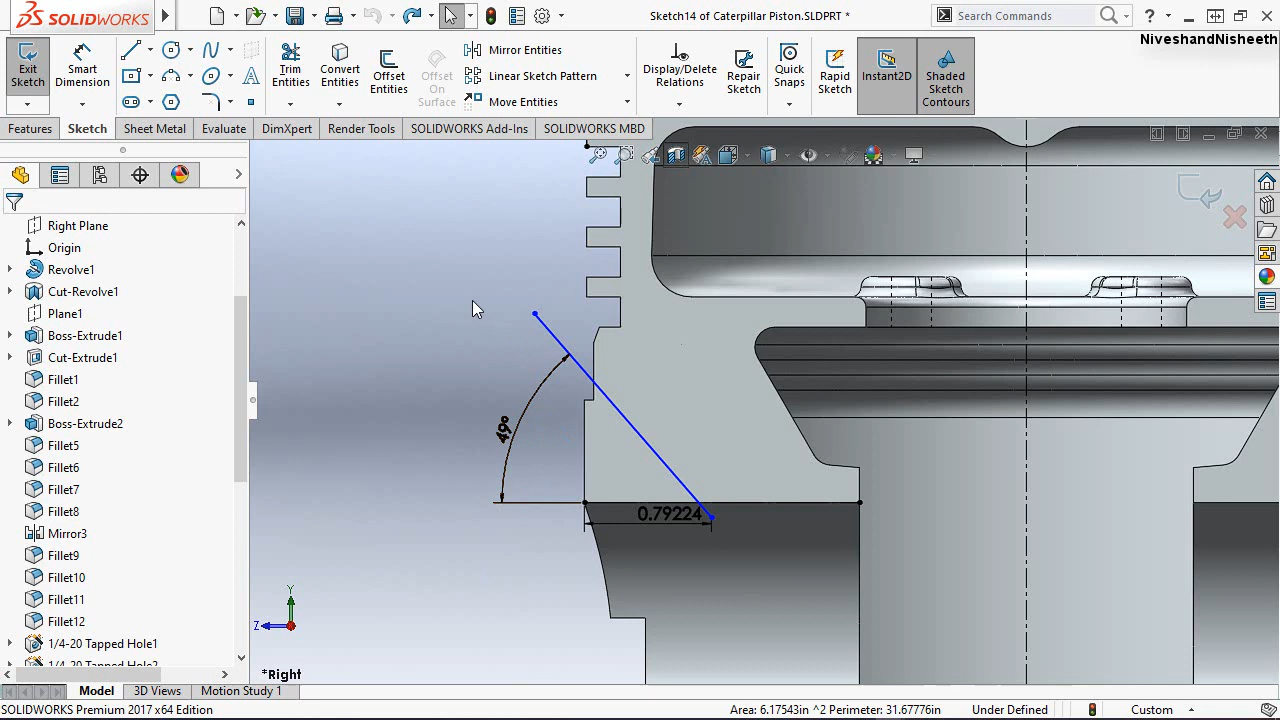 SOLIDWORKS
Sketch14 of Caterpillar Piston.SLDPRT *
Search Commands
NiveshandNisheeth
Exit Sketch
Smart Dimension
Trim Entities
Convert Entities
Offset Entities
Offset On Surface
Mirror Entities
Linear Sketch Pattern
Move Entities
Display/Delete Relations
Repair Sketch
Quick Snaps
Rapid Sketch
Instant2D
Shaded Sketch Contours
Features
Sketch
Sheet Metal
Evaluate
DimXpert
Render Tools
SOLIDWORKS Add-Ins
SOLIDWORKS MBD
Right Plane
Origin
Revolve1
Cut-Revolve1
Plane1
Boss-Extrude1
Cut-Extrude1
Fillet1
Fillet2
Boss-Extrude2
Fillet5
Fillet6
Fillet7
Fillet8
Mirror3
Fillet9
Fillet10
Fillet11
Fillet12
1/4-20 Tapped Hole1
1/4-20 Tapped Hole2
49°
0.79224
Y
Z
*Right
Model
3D Views
Motion Study 1
SOLIDWORKS Premium 2017 x64 Edition
Area: 6.17543in ^2 Perimeter: 31.67776in
Under Defined
Custom